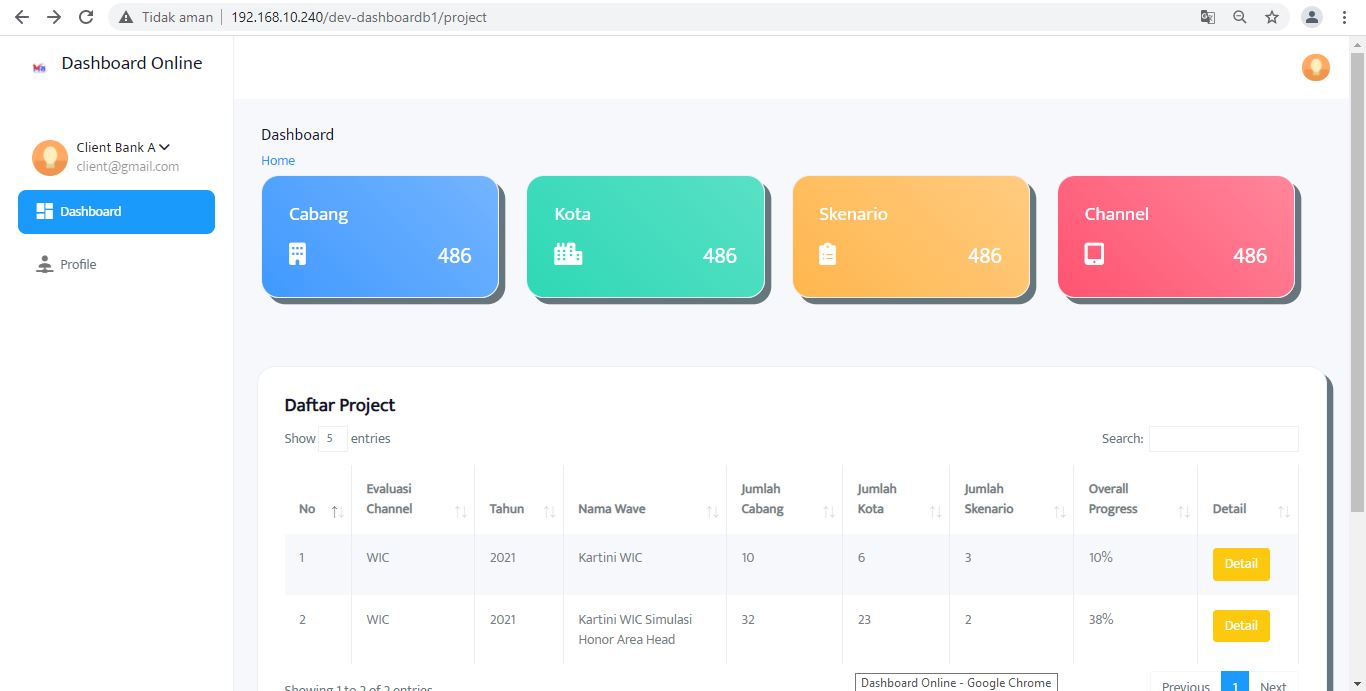 Tidak aman
192.168.10.240/dev-dashboardb1/project
Dashboard Online
Client Bank A
client@gmail.com
Dashboard
Profile
Dashboard
Home
Cabang
486
Kota
486
Skenario
486
Channel
486
Daftar Project
Show 5 entries
Search:
No
Evaluasi
Channel
Tahun
Nama Wave
Jumlah
Cabang
Jumlah
Kota
Jumlah
Skenario
Overall
Progress
Detail
1 WIC 2021 Kartini WIC 10 6 3 10% Detail
2 WIC 2021 Kartini WIC Simulasi
Honor Area Head
32 23 2 38% Detail
Showing 1 to 2 of 2 entries
Dashboard Online - Google Chrome
Previous 1 Next